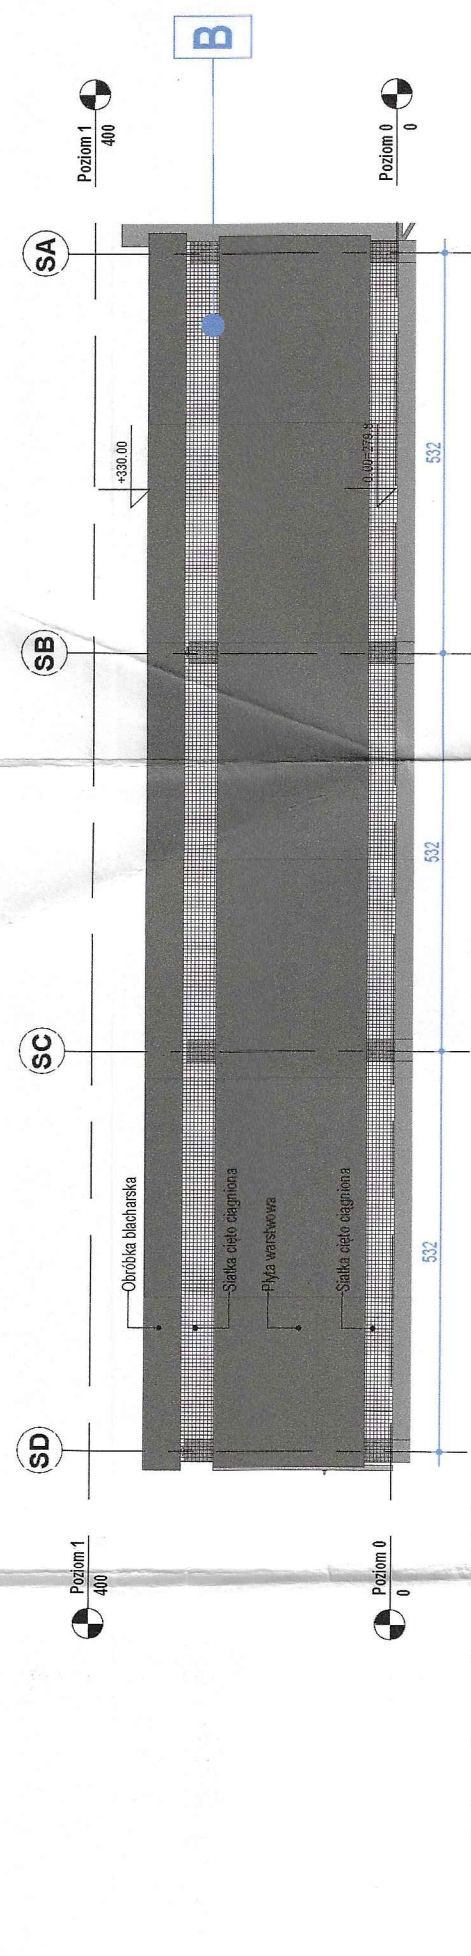 SD
SC
SB
SA
B
Poziom 1
400
Poziom 1
400
+330.00
Obróbka blacharska
Siatka cięto ciągniona
Płyta warstwowa
Siatka cięto ciągniona
Poziom 0
0
Poziom 0
0
532
532
532